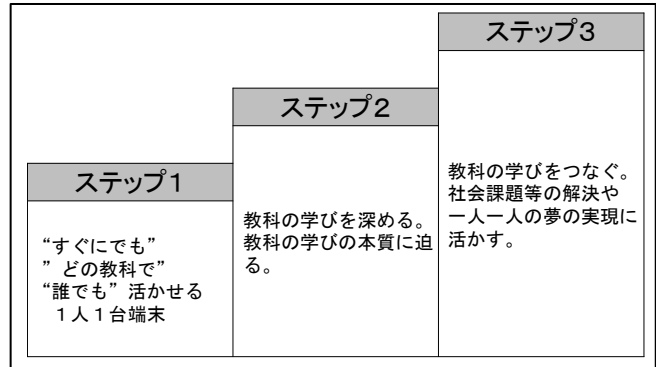 ステップ1
“すぐにでも”
”どの教科で”
“誰でも”活かせる
1人1台端末
ステップ2
教科の学びを深める。
教科の学びの本質に迫
る。
ステップ3
教科の学びをつなぐ。
社会課題等の解決や
一人一人の夢の実現に
活かす。